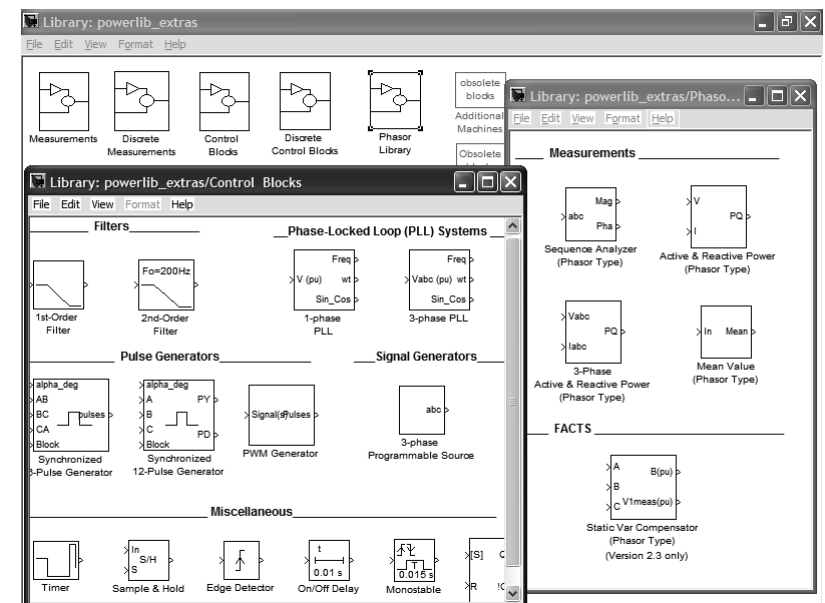 Library: powerlib_extras
File Edit View Format Help
Measurements
Discrete
Measurements
Control
Blocks
Discrete
Control Blocks
Phasor
Library
obsolete
blocks
Additional
Machines
Obsolete
Library: powerlib_extras/Phaso...
File Edit View Format Help
Measurements
abc
Mag
Pha
Sequence Analyzer
(Phasor Type)
V
I
PQ
Active & Reactive Power
(Phasor Type)
Vabc
Iabc
PQ
3-Phase
Active & Reactive Power
(Phasor Type)
In Mean
Mean Value
(Phasor Type)
FACTS
A
B
C
B(pu)
V1meas(pu)
Static Var Compensator
(Phasor Type)
(Version 2.3 only)
Library: powerlib_extras/Control Blocks
File Edit View Format Help
Filters
1st-Order
Filter
Fo=200Hz
2nd-Order
Filter
Phase-Locked Loop (PLL) Systems
V (pu)
Freq
wt
Sin_Cos
1-phase
PLL
Vabc (pu)
Freq
wt
Sin_Cos
3-phase PLL
Pulse Generators
alpha_deg
AB
BC
CA
Block
pulses
Synchronized
6-Pulse Generator
alpha_deg
A
B
C
Block
PY
PD
Synchronized
12-Pulse Generator
Signal(s)
Pulses
PWM Generator
Signal Generators
abc
3-phase
Programmable Source
Miscellaneous
Timer
In
S
S/H
Sample & Hold
Edge Detector
t
0.01 s
On/Off Delay
T
0.015 s
Monostable
[S] Q
R !Q